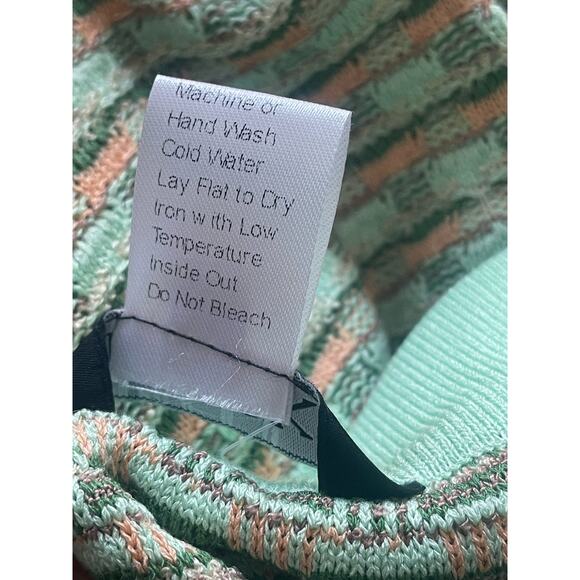 Machine or
Hand Wash
Cold Water
Lay Flat to Dry
Iron with Low
Temperature
Inside Out
Do Not Bleach